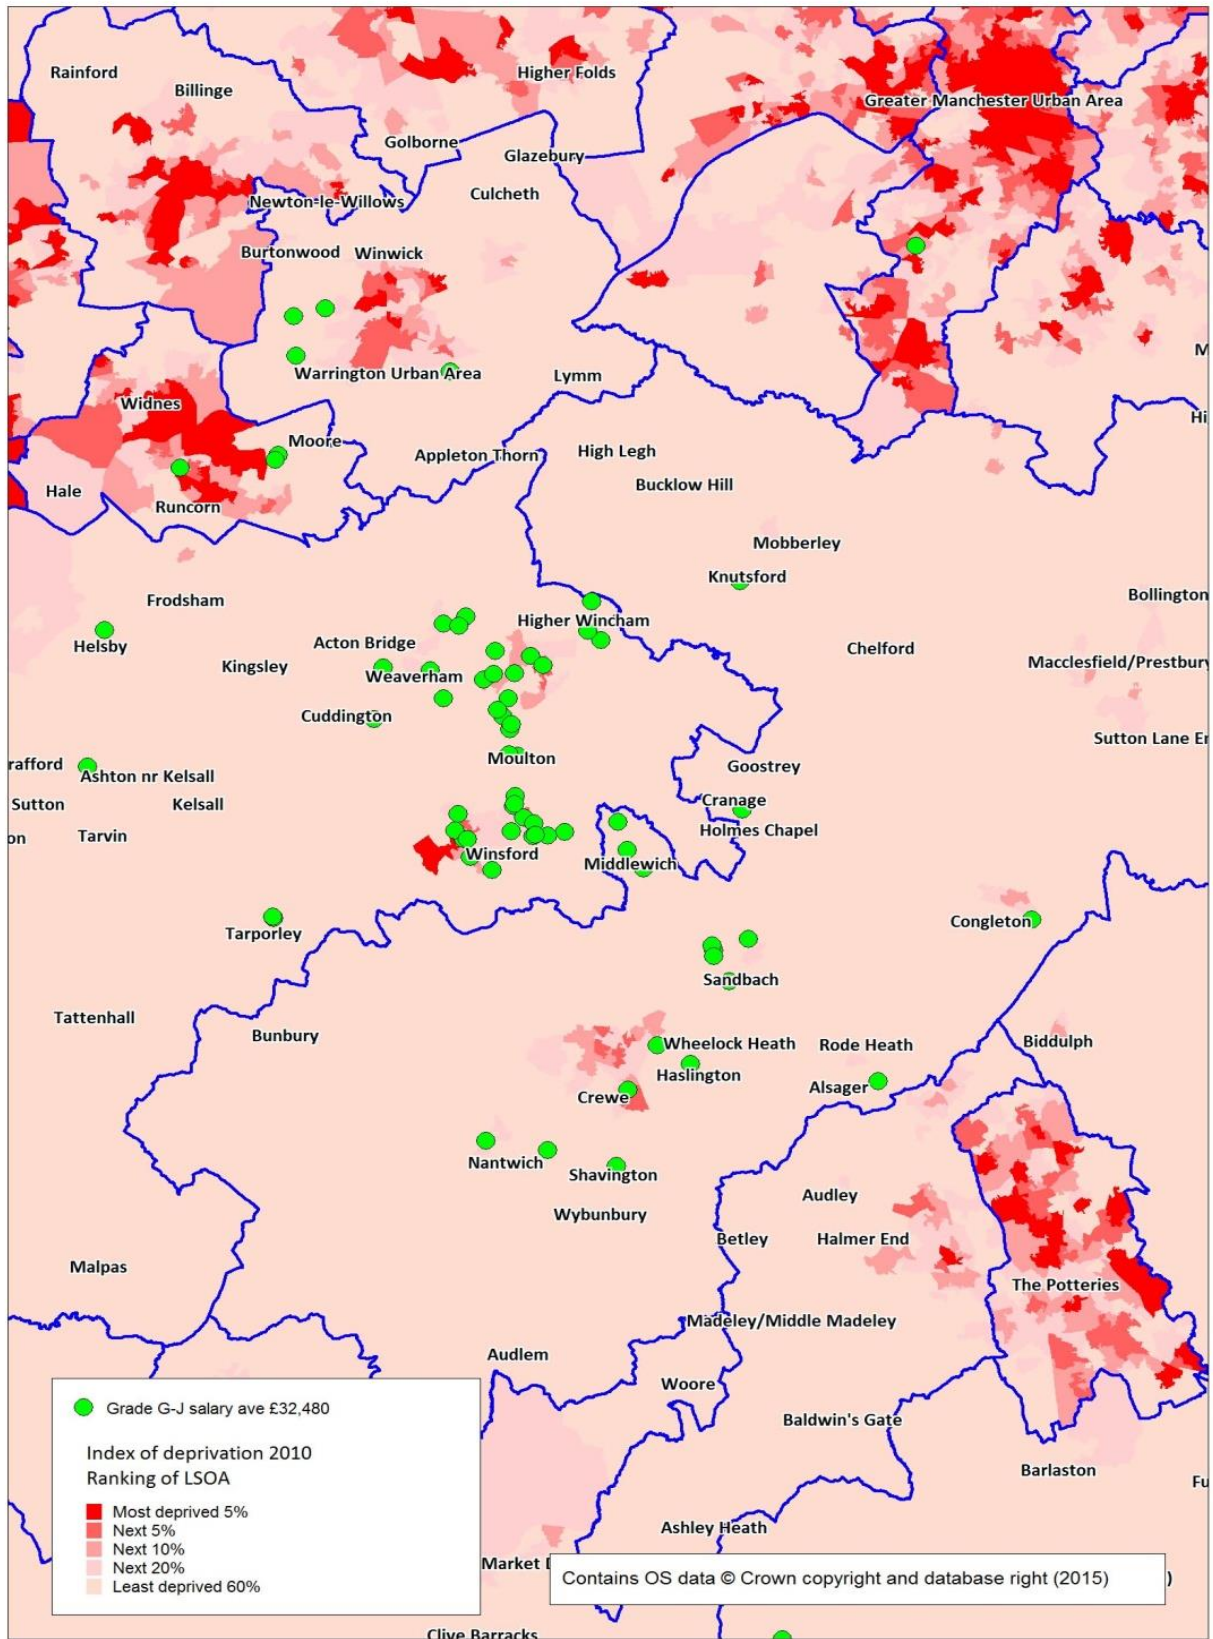 Rainford
Higher Folds
Billinge
Greater Manchester Urban Area
Golborne
Glazebury
Culcheth
Newton-le-Willows
Burtonwood
Winwick
Warrington Urban Area
Lymm
Widnes
Moore
High Legh
Appleton Thorn
Bucklow Hill
Hale
Runcorn
Mobberley
Knutsford
Frodsham
Bollington
Higher Wincham
Helsby
Acton Bridge
Chelford
Kingsley
Macclesfield/Prestbury
Weaverham
Cuddington
Sutton Lane En
Moulton
rafford
Goostrey
Ashton nr Kelsall
Sutton
Kelsall
Cranage
on
Tarvin
Holmes Chapel
Winsford
Middlewich
Congleton
Tarporley
Sandbach
Tattenhall
Bunbury
Wheelock Heath
Rode Heath
Biddulph
Haslington
Alsager
Crewe
Nantwich
Shavington
Audley
Wybunbury
Betley
Halmer End
Malpas
The Potteries
Madeley/Middle Madeley
Audlem
Woore
Baldwin's Gate
Barlaston
Fu
Ashley Heath
Market D
Clive Barracks
M
Hi
Grade G-J salary ave £32,480
Index of deprivation 2010
Ranking of LSOA
Most deprived 5%
Next 5%
Next 10%
Next 20%
Least deprived 60%
Contains OS data © Crown copyright and database right (2015)
)